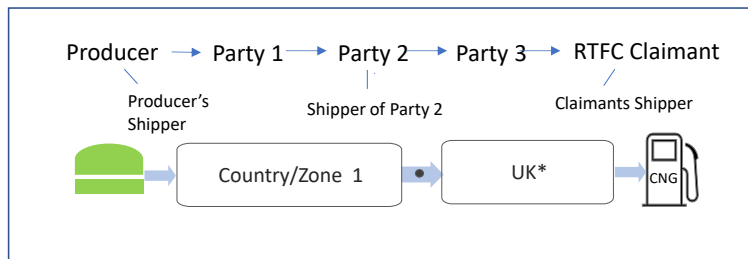 Producer
Party 1
Party 2
Party 3
RTFC Claimant
Producer's
Shipper
Shipper of Party 2
Claimants Shipper
Country/Zone 1
UK*
CNG